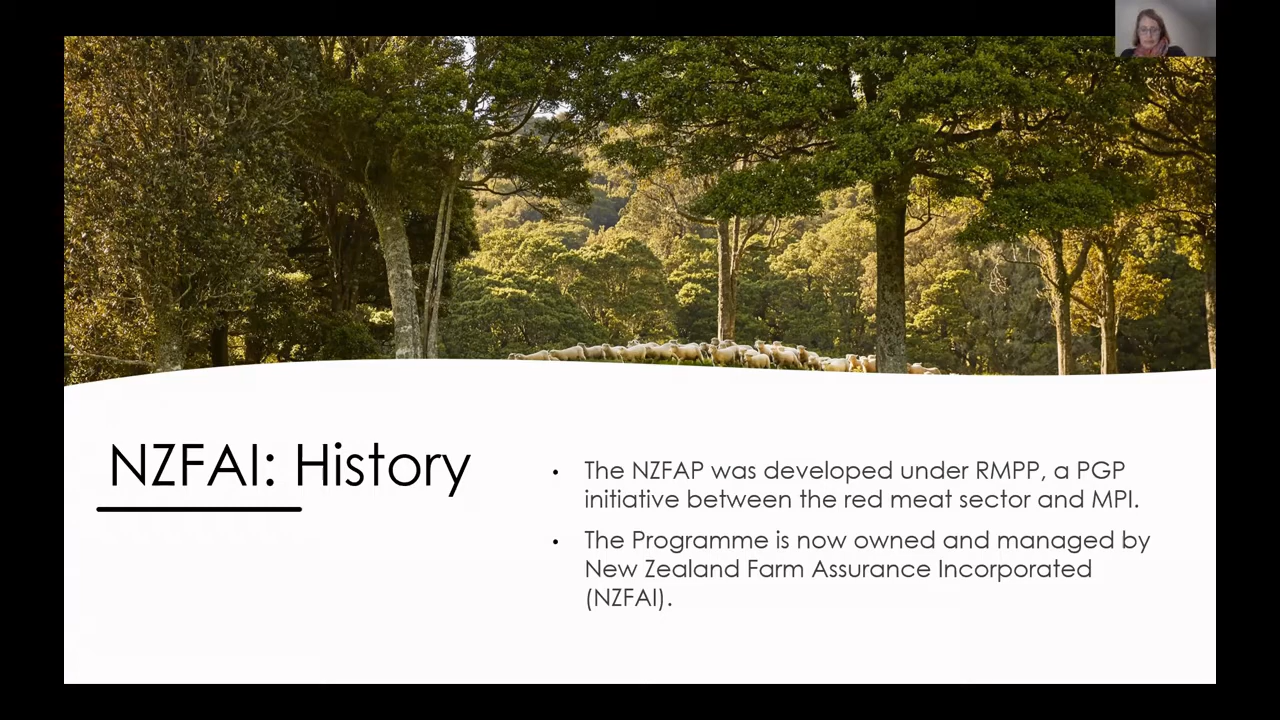 NZFAI: History
• The NZFAP was developed under RMPP, a PGP
initiative between the red meat sector and MPI.
• The Programme is now owned and managed by
New Zealand Farm Assurance Incorporated
(NZFAI).